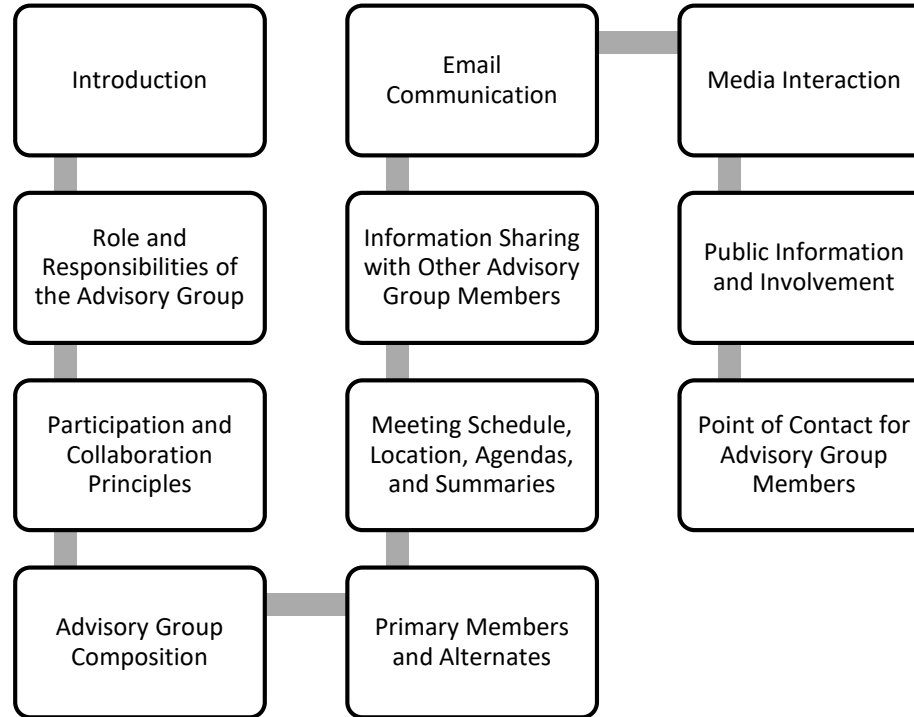 Introduction
Role and
Responsibilities of
the Advisory Group
Participation and
Collaboration
Principles
Advisory Group
Composition
Primary Members
and Alternates
Meeting Schedule,
Location, Agendas,
and Summaries
Information Sharing
with Other Advisory
Group Members
Email
Communication
Media Interaction
Public Information
and Involvement
Point of Contact for
Advisory Group
Members